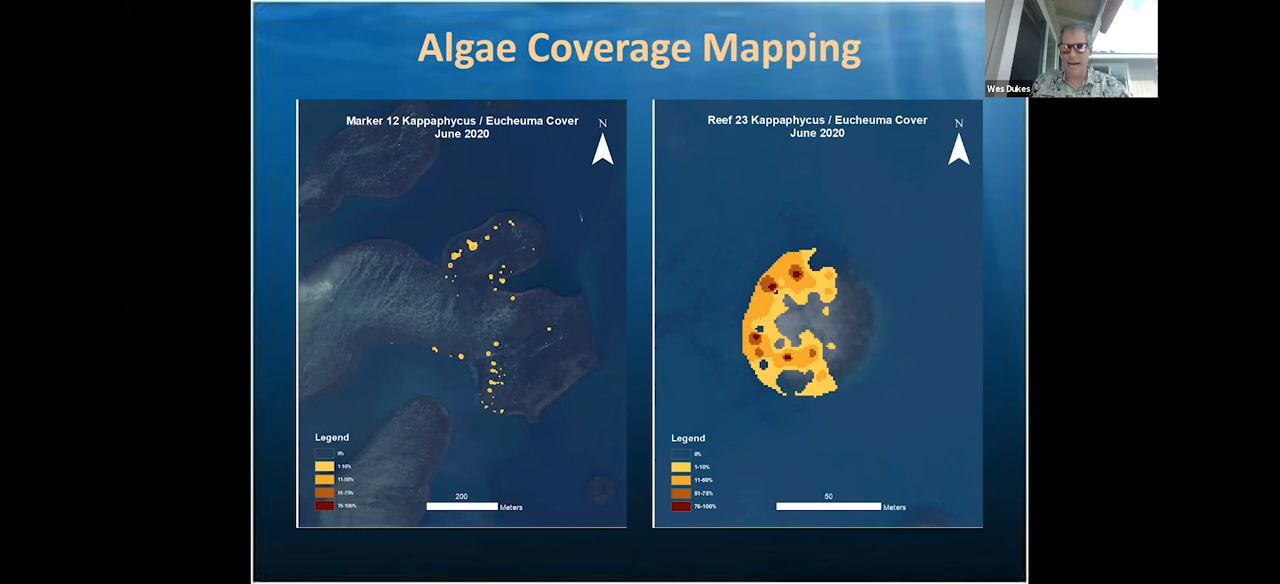 Algae Coverage Mapping
Wes Dukes
Marker 12 Kappaphycus / Eucheuma Cover
June 2020
N
Legend
0%
1-10%
11-50%
51-75%
76-100%
200
Meters
Reef 23 Kappaphycus / Eucheuma Cover
June 2020
N
Legend
0%
1-10%
11-50%
51-75%
76-100%
50
Meters